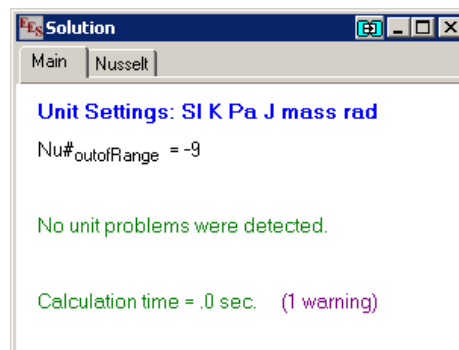 EES Solution
Main Nusselt
Unit Settings: SI K Pa J mass rad
Nu#outofRange = -9
No unit problems were detected.
Calculation time = .0 sec. (1 warning)